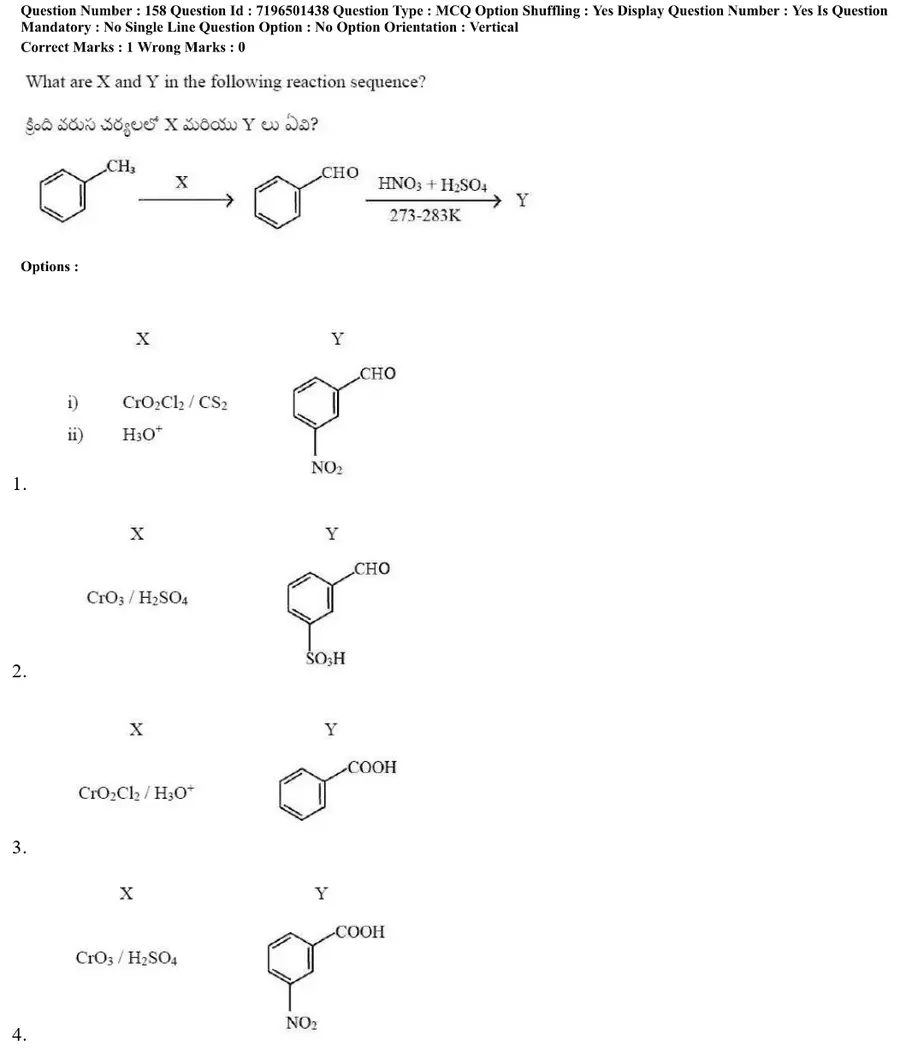 Question Number : 158 Question Id : 7196501438 Question Type : MCQ Option Shuffling : Yes Display Question Number : Yes Is Question
Mandatory : No Single Line Question Option : No Option Orientation : Vertical
Correct Marks : 1 Wrong Marks : 0
What are X and Y in the following reaction sequence?
క్రింది వరుస చర్యలలో X మరియు Y లు ఏవి?
CH₃ X CHO HNO₃ + H₂SO₄ 273-283K Y
Options :
X Y
CHO
i) CrO₂Cl₂ / CS₂
ii) H₃O⁺
NO₂
1.
X Y
CHO
CrO₃ / H₂SO₄
SO₃H
2.
X Y
COOH
CrO₂Cl₂ / H₃O⁺
3.
X Y
COOH
CrO₃ / H₂SO₄
NO₂
4.